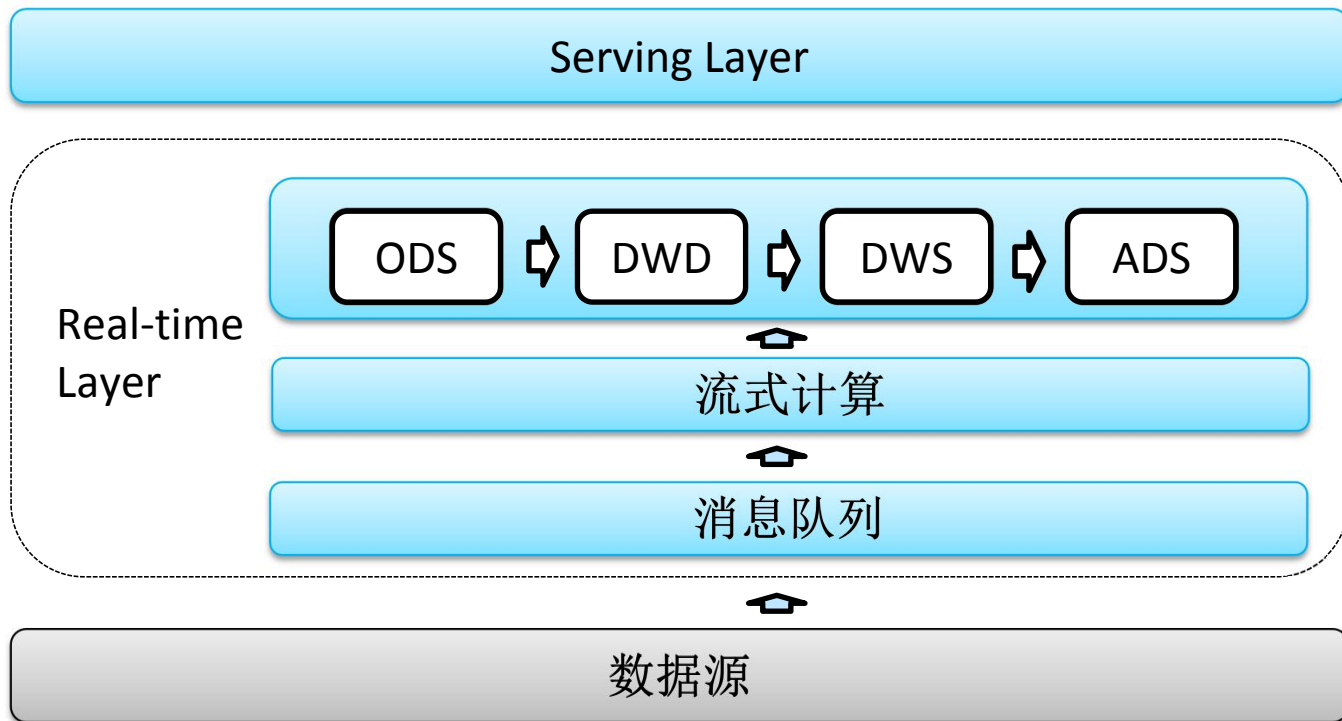 Serving Layer
ODS
DWD
DWS
ADS
Real-time
Layer
流式计算
消息队列
数据源